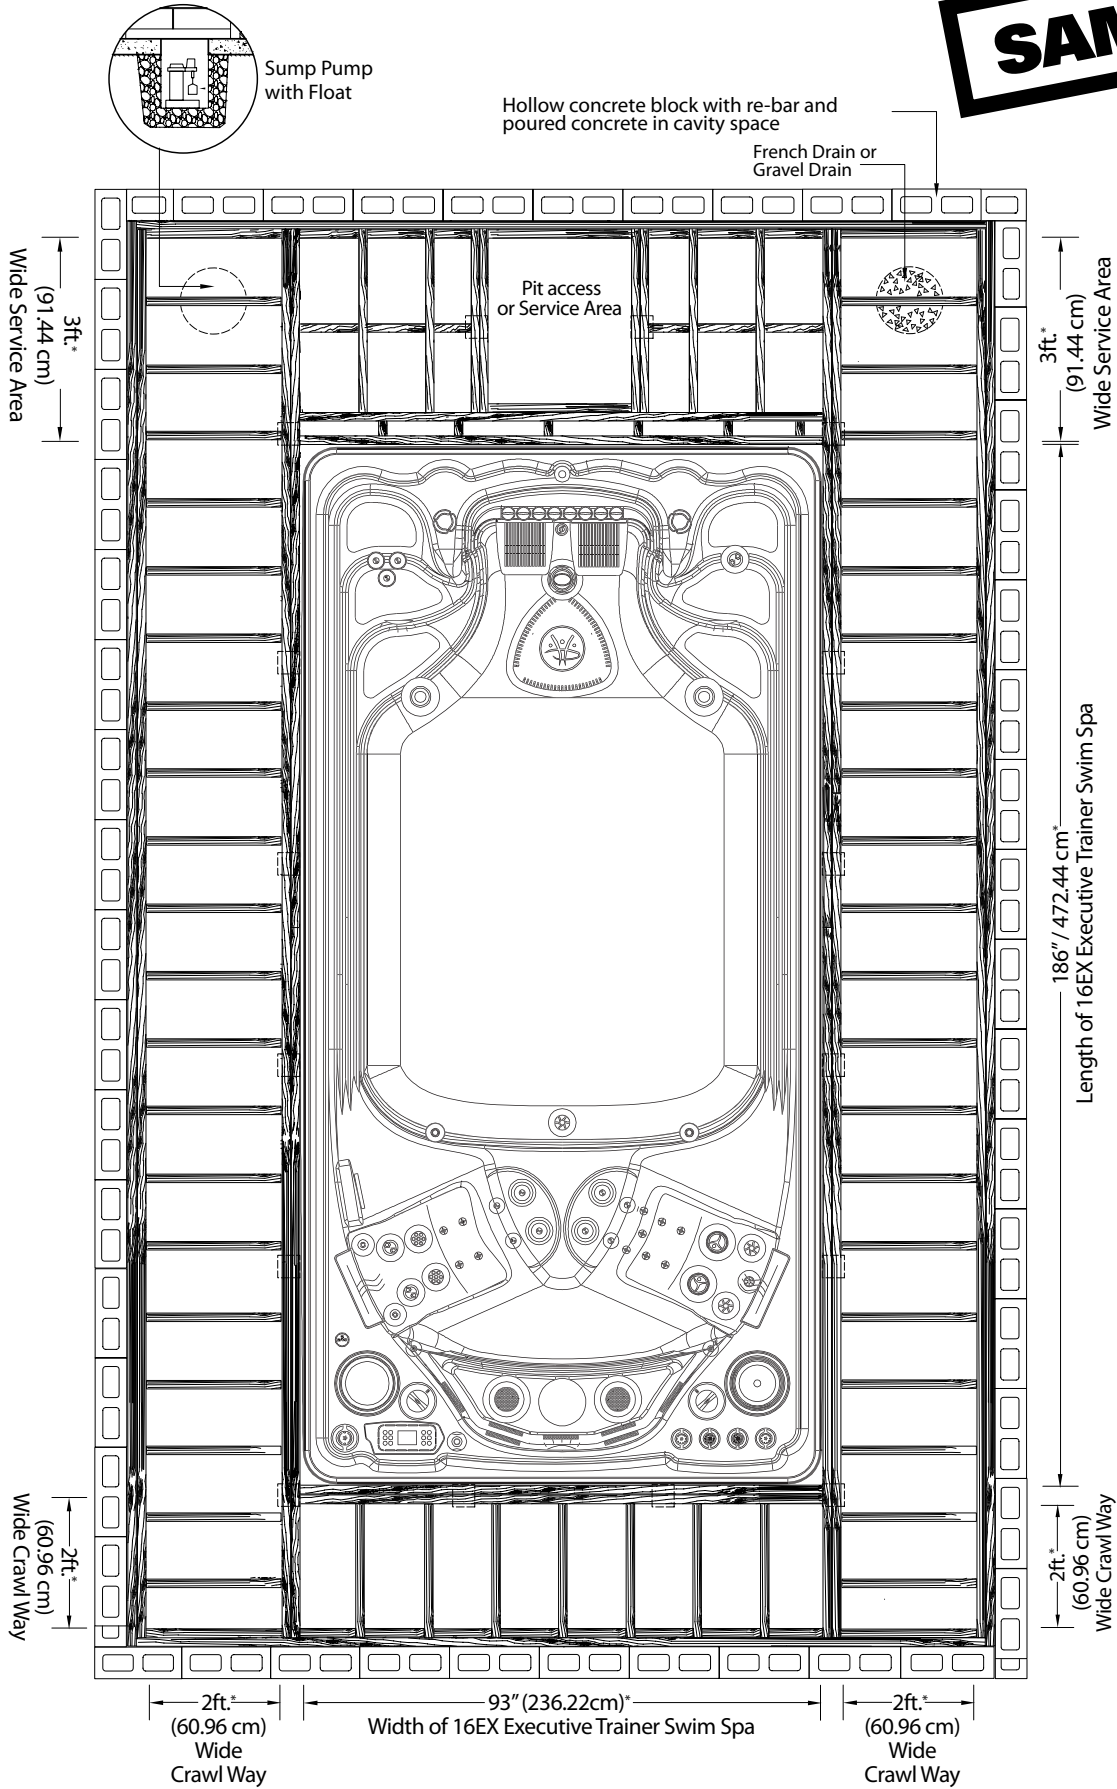 SAM
Sump Pump
with Float
Hollow concrete block with re-bar and
poured concrete in cavity space
French Drain or
Gravel Drain
Pit access
or Service Area
3ft.*
(91.44 cm)
Wide Service Area
3ft.*
(91.44 cm)
Wide Service Area
186" / 472.44 cm*
Length of 16EX Executive Trainer Swim Spa
2ft.*
(60.96 cm)
Wide Crawl Way
2ft.*
(60.96 cm)
Wide Crawl Way
2ft.*
(60.96 cm)
Wide
Crawl Way
93" (236.22cm)*
Width of 16EX Executive Trainer Swim Spa
2ft.*
(60.96 cm)
Wide
Crawl Way